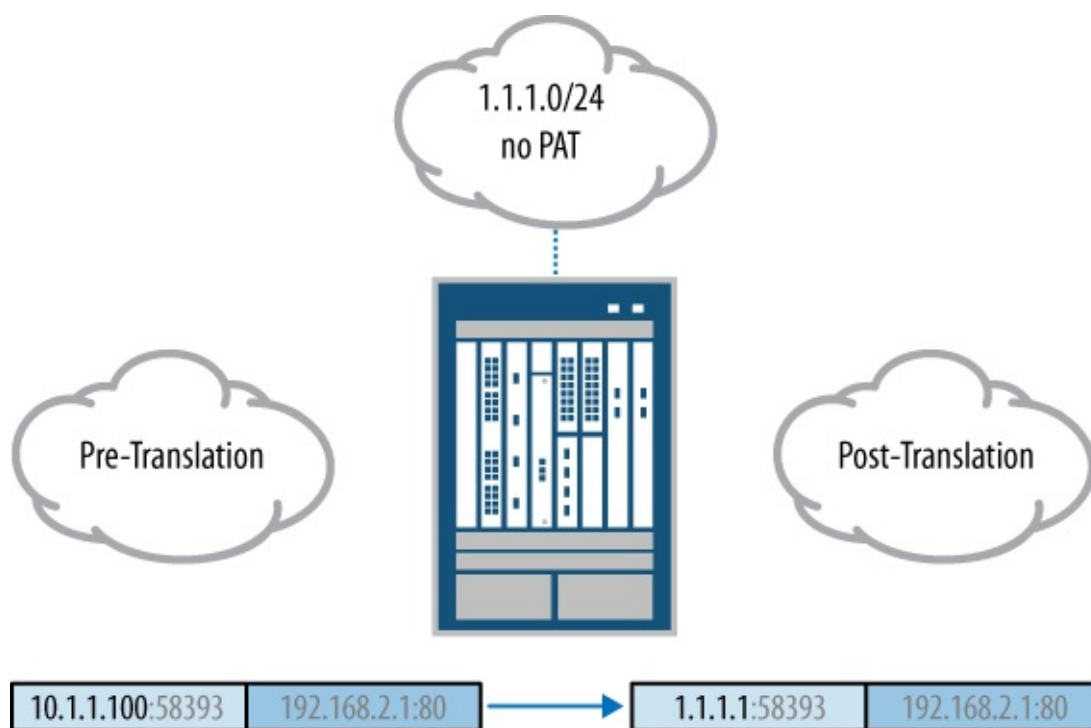 1.1.1.0/24
no PAT
Pre-Translation
Post-Translation
10.1.1.100:58393 192.168.2.1:80
1.1.1.1:58393 192.168.2.1:80